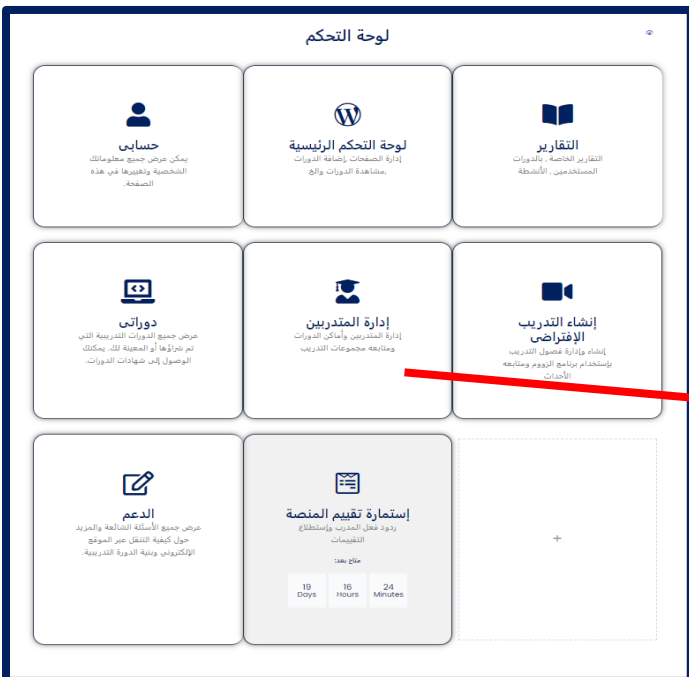 لوحة التحكم
التقارير
التقارير الخاصة , بالدورات
المستخدمين , الأنشطة
لوحة التحكم الرئيسية
إدارة الصفحات ,إضافة الدورات
,مشاهدة الدورات والخ
حسابى
يمكن عرض جميع معلوماتك
الشخصية وتغييرها في هذه
الصفحة.
إنشاء التدريب
الإفتراضى
إنشاء وإدارة فصول التدريب
بإستخدام برنامج الزووم ومتابعه
الأحداث
إدارة المتدربين
إدارة المتدربين وأماكن الدورات
ومتابعه مجموعات التدريب
دوراتى
عرض جميع الدورات التدريبية التي
تم شراؤها أو المعينة لك. يمكنك
الوصول إلى شهادات الدورات.
+
إستمارة تقييم المنصة
ردود فعل المدرب وإستطلاع
التقييمات
متاح بعد:
19 16 24
Days Hours Minutes
الدعم
عرض جميع الأسئلة الشائعة والمزيد
حول كيفية التنقل عبر الموقع
الإلكتروني وبنية الدورة التدريبية.